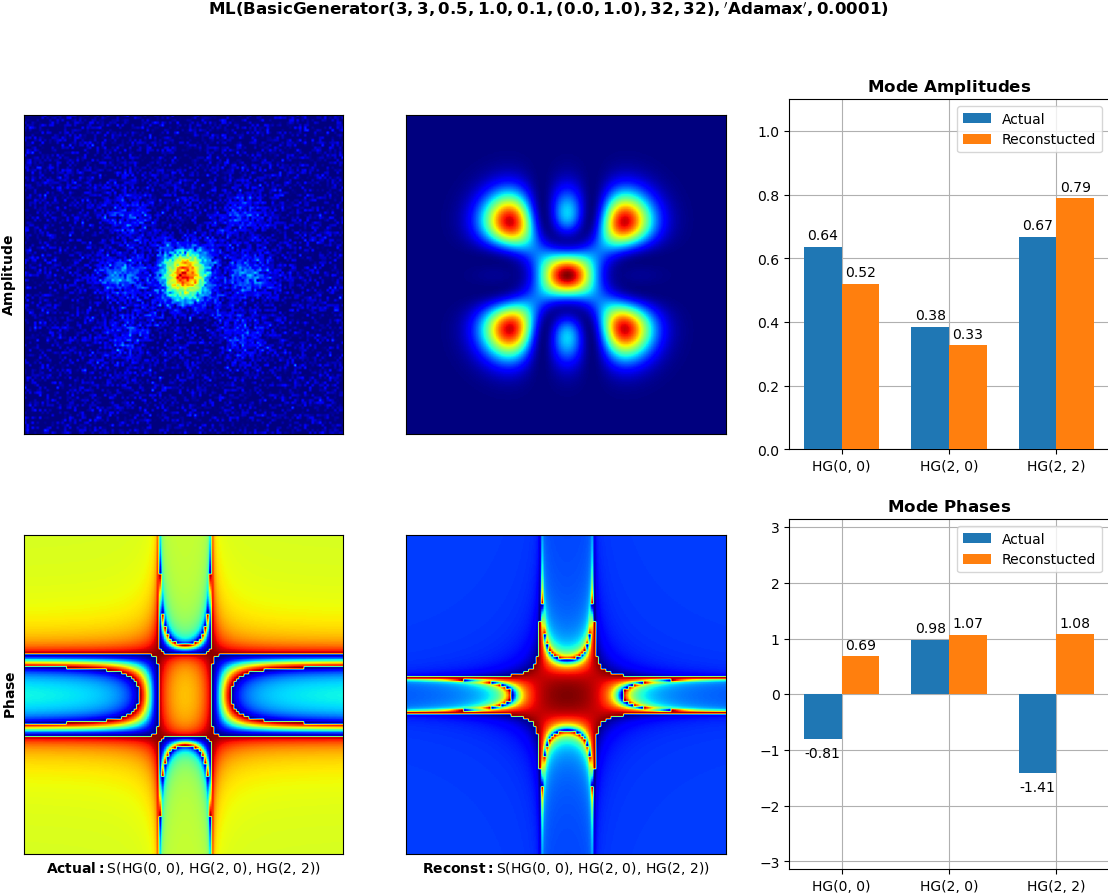 ML(BasicGenerator(3, 3, 0.5, 1.0, 0.1, (0.0, 1.0), 32, 32), 'Adamax', 0.0001)
Amplitude
Mode Amplitudes
Actual
Reconstucted
1.0
0.8
0.6
0.4
0.2
0.0
0.64
0.52
0.38
0.33
0.67
0.79
HG(0, 0)
HG(2, 0)
HG(2, 2)
Phase
Actual: S(HG(0, 0), HG(2, 0), HG(2, 2))
Reconst: S(HG(0, 0), HG(2, 0), HG(2, 2))
Mode Phases
Actual
Reconstucted
3
2
1
0
−1
−2
−3
-0.81
0.69
0.98
1.07
-1.41
1.08
HG(0, 0)
HG(2, 0)
HG(2, 2)